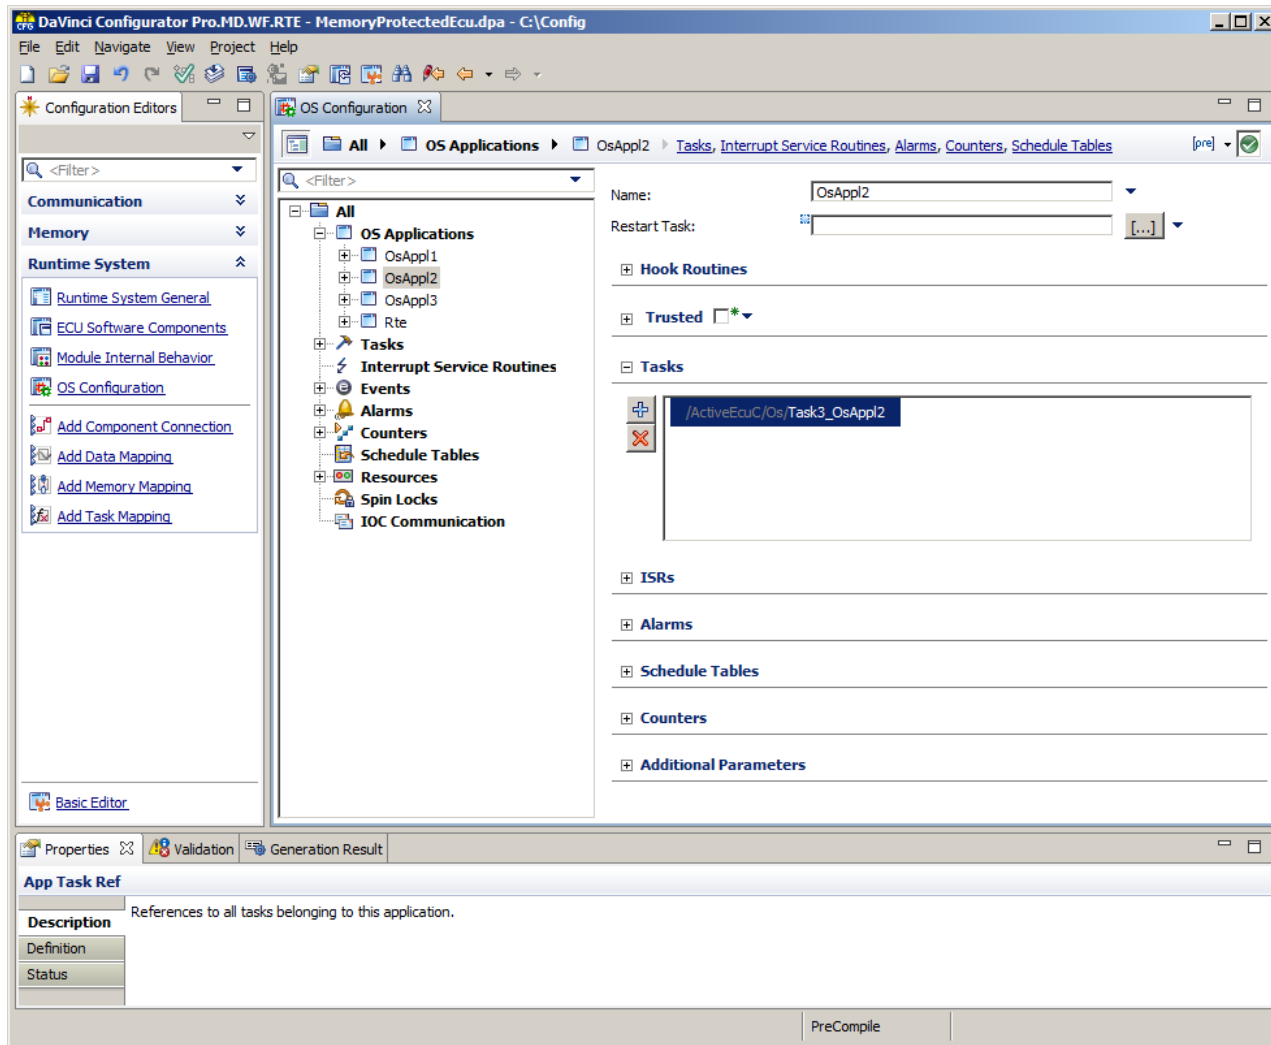 DaVinci Configurator Pro.MD.WF.RTE - MemoryProtectedEcu.dpa - C:\Config
File Edit Navigate View Project Help
Configuration Editors
OS Configuration
All OS Applications OsAppl2 Tasks, Interrupt Service Routines, Alarms, Counters, Schedule Tables [pre]
<Filter>
Communication
Memory
Runtime System
Runtime System General
ECU Software Components
Module Internal Behavior
OS Configuration
Add Component Connection
Add Data Mapping
Add Memory Mapping
Add Task Mapping
Basic Editor
<Filter>
All
OS Applications
OsAppl1
OsAppl2
OsAppl3
Rte
Tasks
Interrupt Service Routines
Events
Alarms
Counters
Schedule Tables
Resources
Spin Locks
IOC Communication
Name: OsAppl2
Restart Task: [...]
Hook Routines
Trusted
Tasks
/ActiveEcuC/Os/Task3_OsAppl2
ISRs
Alarms
Schedule Tables
Counters
Additional Parameters
Properties Validation Generation Result
App Task Ref
Description
Definition
Status
References to all tasks belonging to this application.
PreCompile